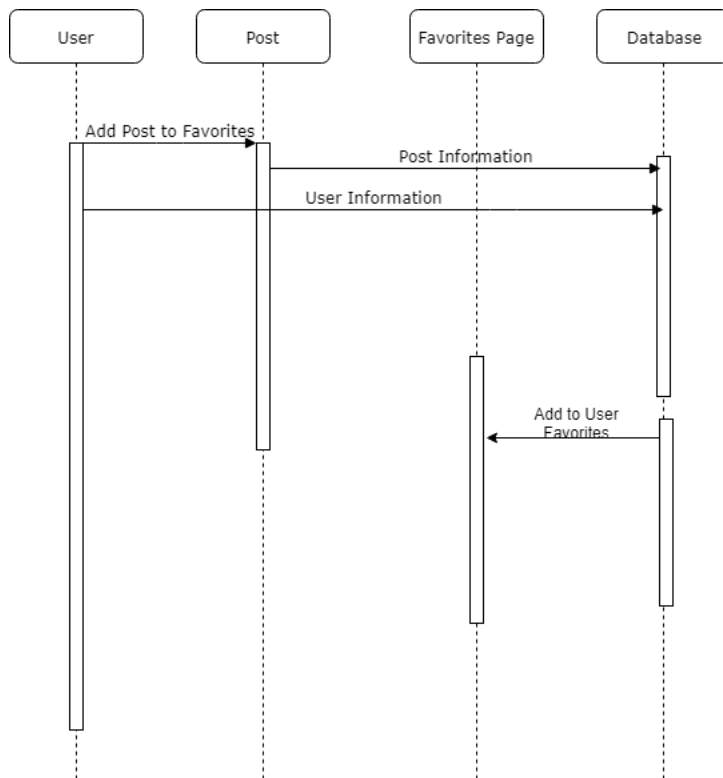 User
Post
Favorites Page
Database
Add Post to Favorites
Post Information
User Information
Add to User
Favorites